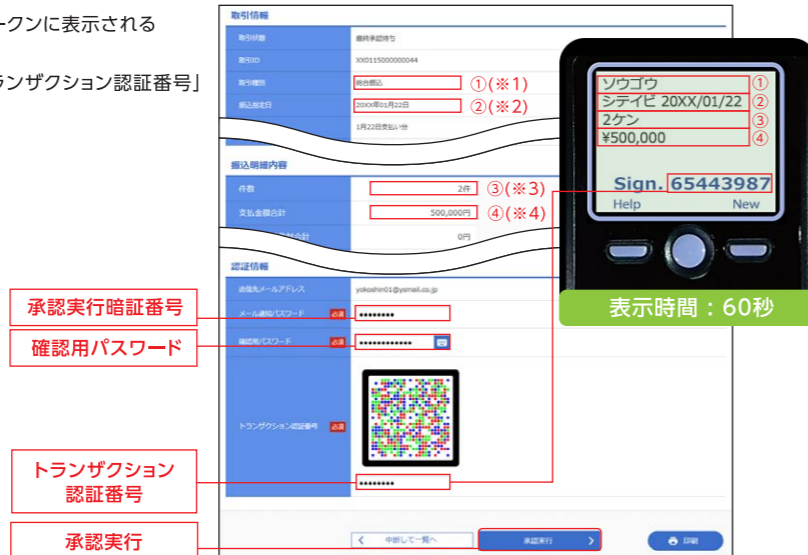 ークンに表示される
ランザクション認証番号」
取引情報
取引状態 最終承認待ち
取引ID XX0115000000044
取引種別 総合振込 ①(※1)
振込指定日 20XX年01月22日 ②(※2)
1月22日支払い分
振込明細内容
件数 2件 ③(※3)
支払金額合計 500,000円 ④(※4)
0円
認証情報
送信先メールアドレス yokoshin01@ysmail.co.jp
承認実行暗証番号
メール通知パスワード 必須 ••••••••
確認用パスワード
確認用パスワード 必須 ••••••••••••
トランザクション認証番号 必須
トランザクション
認証番号
••••••••
承認実行
中断して一覧へ
承認実行
印刷
ソウゴウ ①
シテイビ 20XX/01/22 ②
2ケン ③
¥500,000 ④
Sign. 65443987
Help New
表示時間：60秒